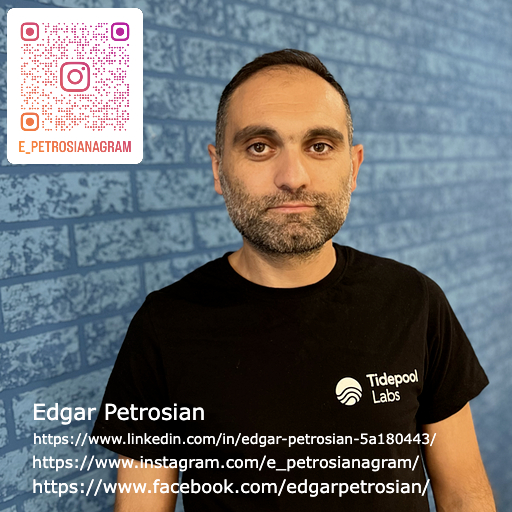 E_PETROSIANAGRAM
Tidepool
Labs
Edgar Petrosian
https://www.linkedin.com/in/edgar-petrosian-5a180443/
https://www.instagram.com/e_petrosianagram/
https://www.facebook.com/edgarpetrosian/